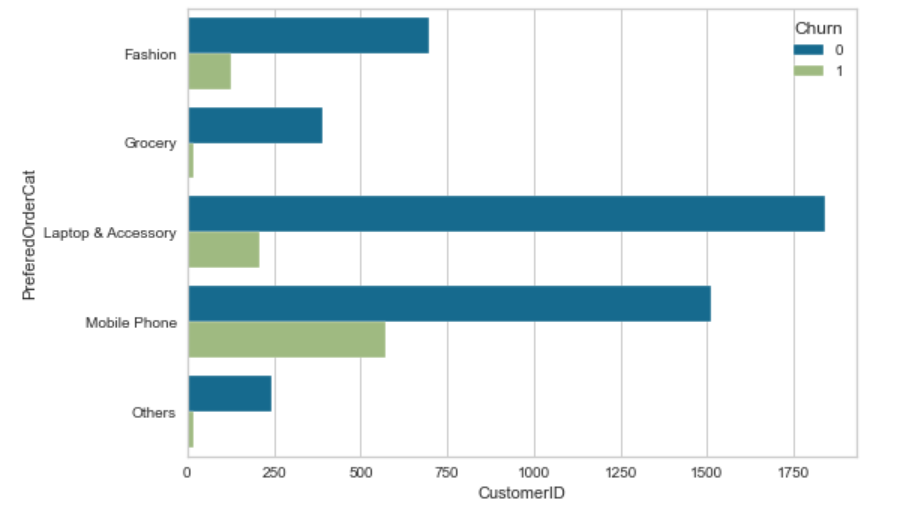 Churn
0
1
Fashion
Grocery
Laptop & Accessory
Mobile Phone
Others
PreferedOrderCat
0 250 500 750 1000 1250 1500 1750
CustomerID